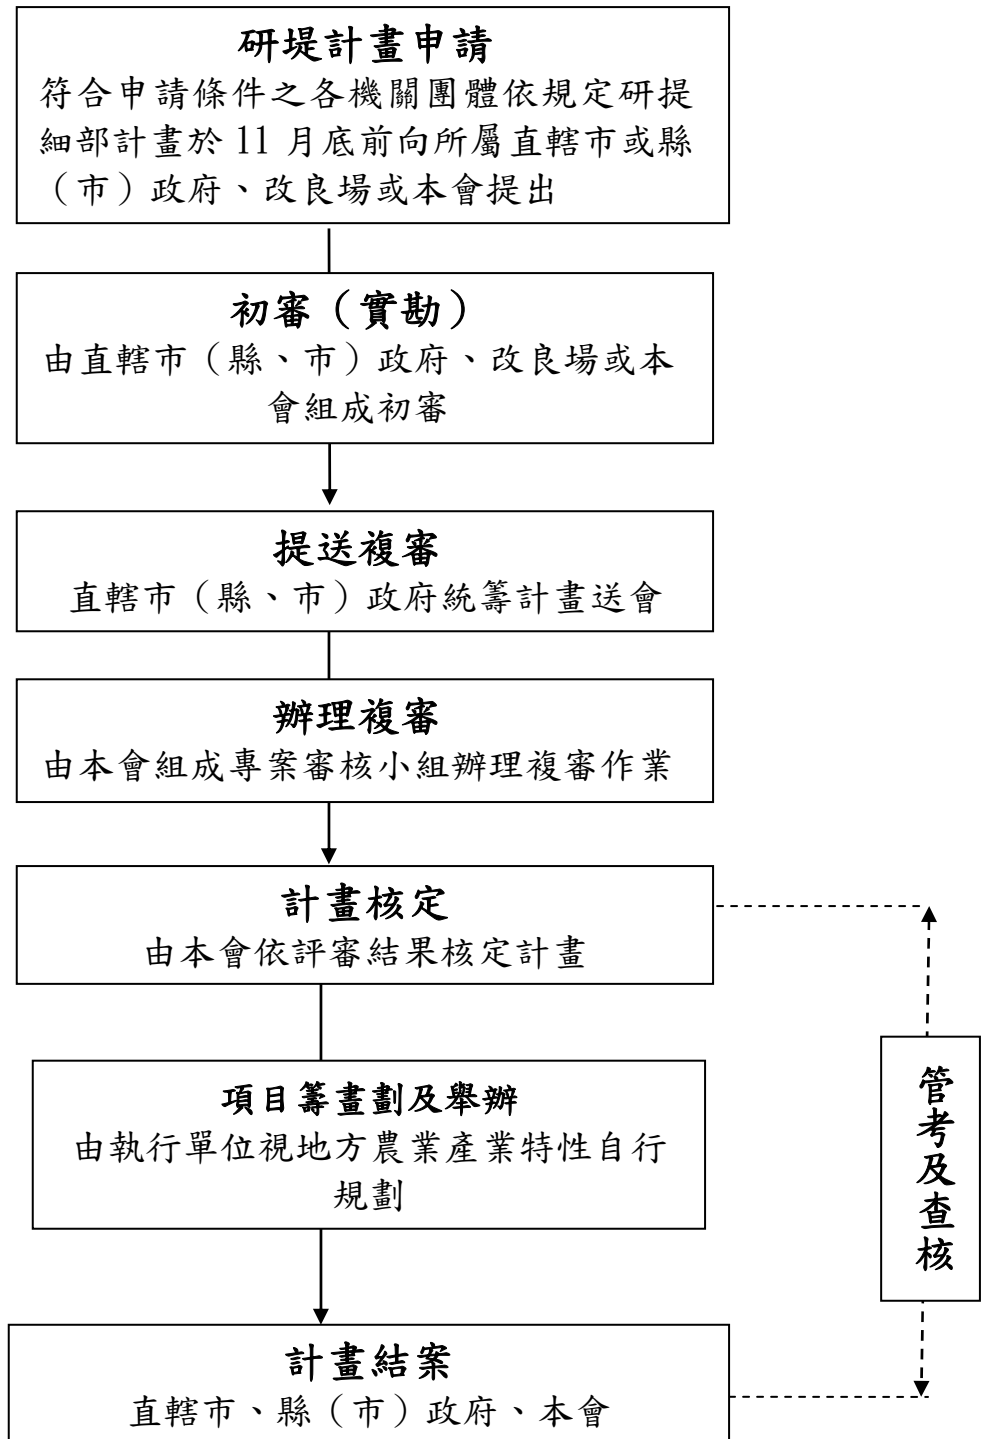 研堤計畫申請
符合申請條件之各機關團體依規定研提
細部計畫於 11 月底前向所屬直轄市或縣
（市）政府、改良場或本會提出
初審（實勘）
由直轄市（縣、市）政府、改良場或本
會組成初審
提送複審
直轄市（縣、市）政府統籌計畫送會
辦理複審
由本會組成專案審核小組辦理複審作業
計畫核定
由本會依評審結果核定計畫
項目籌畫劃及舉辦
由執行單位視地方農業產業特性自行
規劃
管考及查核
計畫結案
直轄市、縣（市）政府、本會